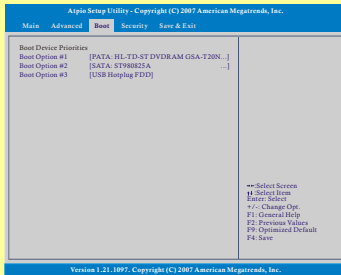 Atpio Setup Utility - Copyright (C) 2007 American Megatrends, Inc.
Main Advanced Boot Security Save & Exit
Boot Device Priorities
Boot Option #1 [PATA: HL-TD-ST DVDRAM GSA-T20N...]
Boot Option #2 [SATA: ST980825A ...]
Boot Option #3 [USB Hotplug FDD]
→←:Select Screen
↑↓:Select Item
Enter: Select
+/-: Change Opt.
F1: General Help
F2: Previous Values
F9: Optimized Default
F4: Save
Version 1.21.1097. Copyright (C) 2007 American Megatrends, Inc.